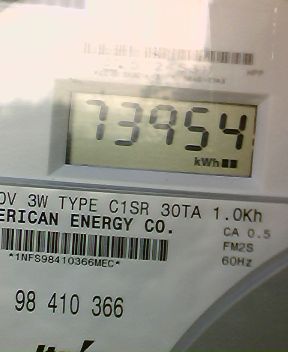 73954
kWh
0V 3W TYPE C1SR 30TA 1.0Kh
ERICAN ENERGY CO.
CA 0.5
FM2S
*1NFS98410366MEC*
60Hz
98 410 366